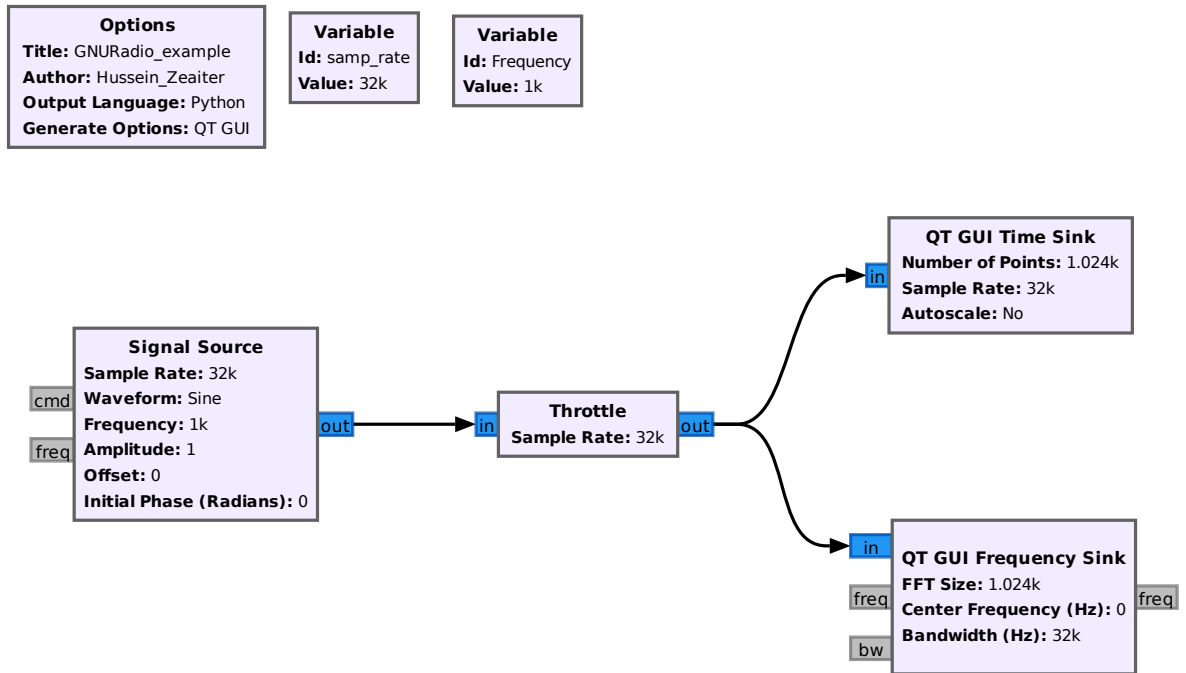 Options
Title: GNURadio_example
Author: Hussein_Zeaiter
Output Language: Python
Generate Options: QT GUI
Variable
Id: samp_rate
Value: 32k
Variable
Id: Frequency
Value: 1k
Signal Source
Sample Rate: 32k
Waveform: Sine
Frequency: 1k
Amplitude: 1
Offset: 0
Initial Phase (Radians): 0
cmd
freq
out
in
Throttle
Sample Rate: 32k
out
in
QT GUI Time Sink
Number of Points: 1.024k
Sample Rate: 32k
Autoscale: No
in
freq
bw
QT GUI Frequency Sink
FFT Size: 1.024k
Center Frequency (Hz): 0
Bandwidth (Hz): 32k
freq